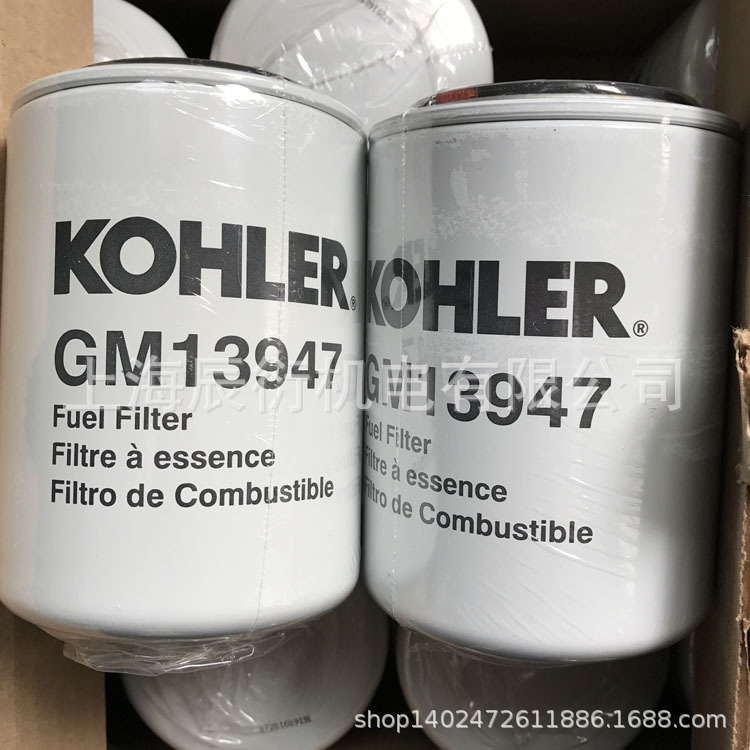 KOHLER®
GM13947
Fuel Filter
Filtre à essence
Filtro de Combustible
KOHLER®
GM13947
Fuel Filter
Filtre à essence
Filtro de Combustible
上海辰衍机电有限公司
shop1402472611886.1688.com